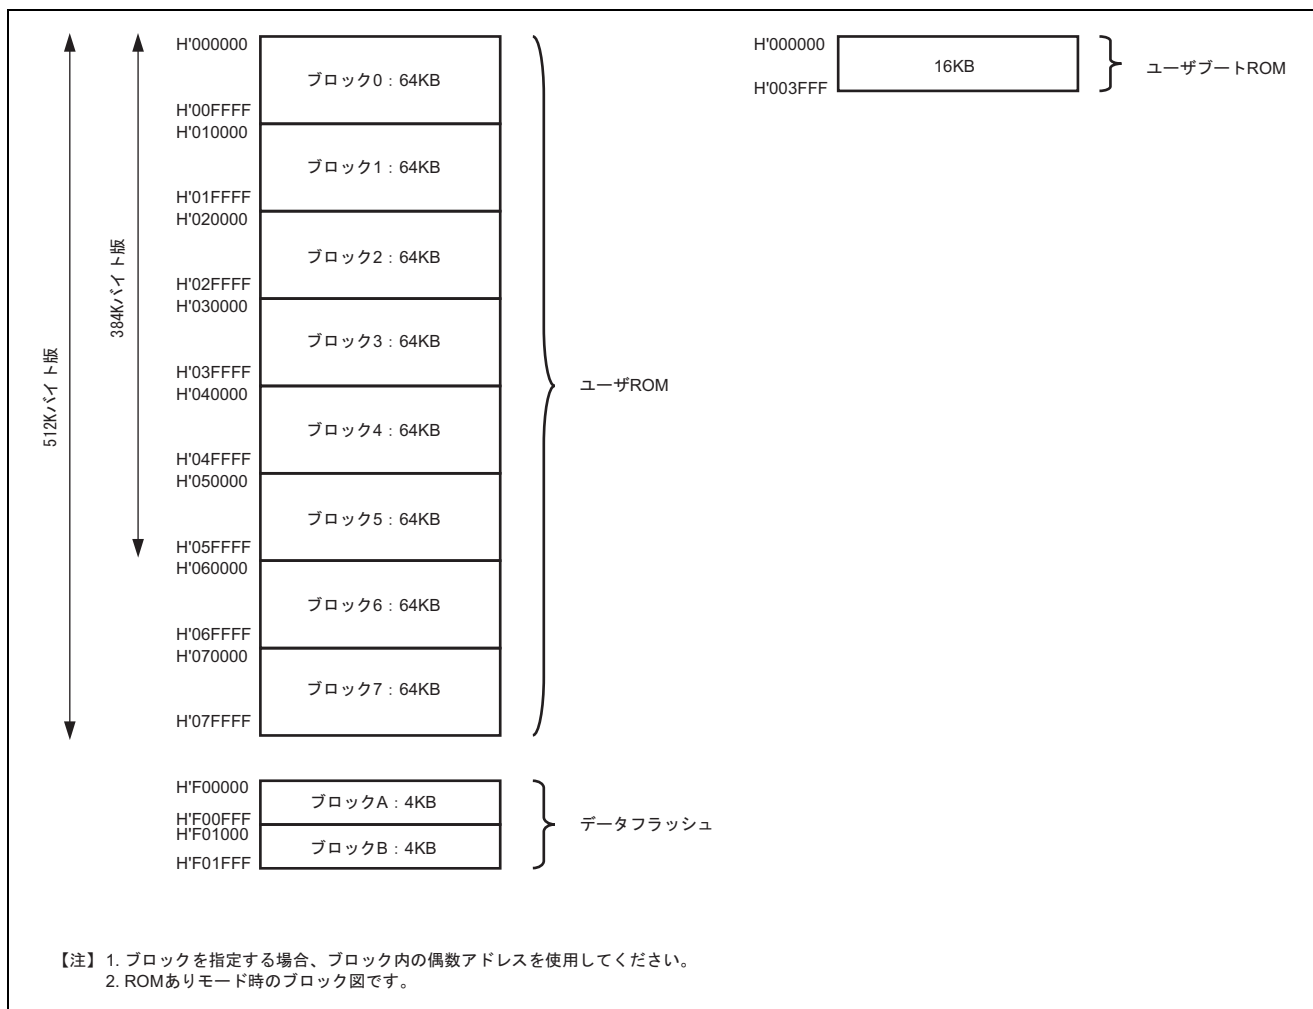 512Kバイト版
384Kバイト版
H'000000
ブロック0：64KB
H'00FFFF
H'010000
ブロック1：64KB
H'01FFFF
H'020000
ブロック2：64KB
H'02FFFF
H'030000
ブロック3：64KB
H'03FFFF
H'040000
ブロック4：64KB
H'04FFFF
H'050000
ブロック5：64KB
H'05FFFF
H'060000
ブロック6：64KB
H'06FFFF
H'070000
ブロック7：64KB
H'07FFFF
ユーザROM
H'F00000
ブロックA：4KB
H'F00FFF
H'F01000
ブロックB：4KB
H'F01FFF
データフラッシュ
H'000000
16KB
H'003FFF
ユーザブートROM
【注】1. ブロックを指定する場合、ブロック内の偶数アドレスを使用してください。
2. ROMありモード時のブロック図です。